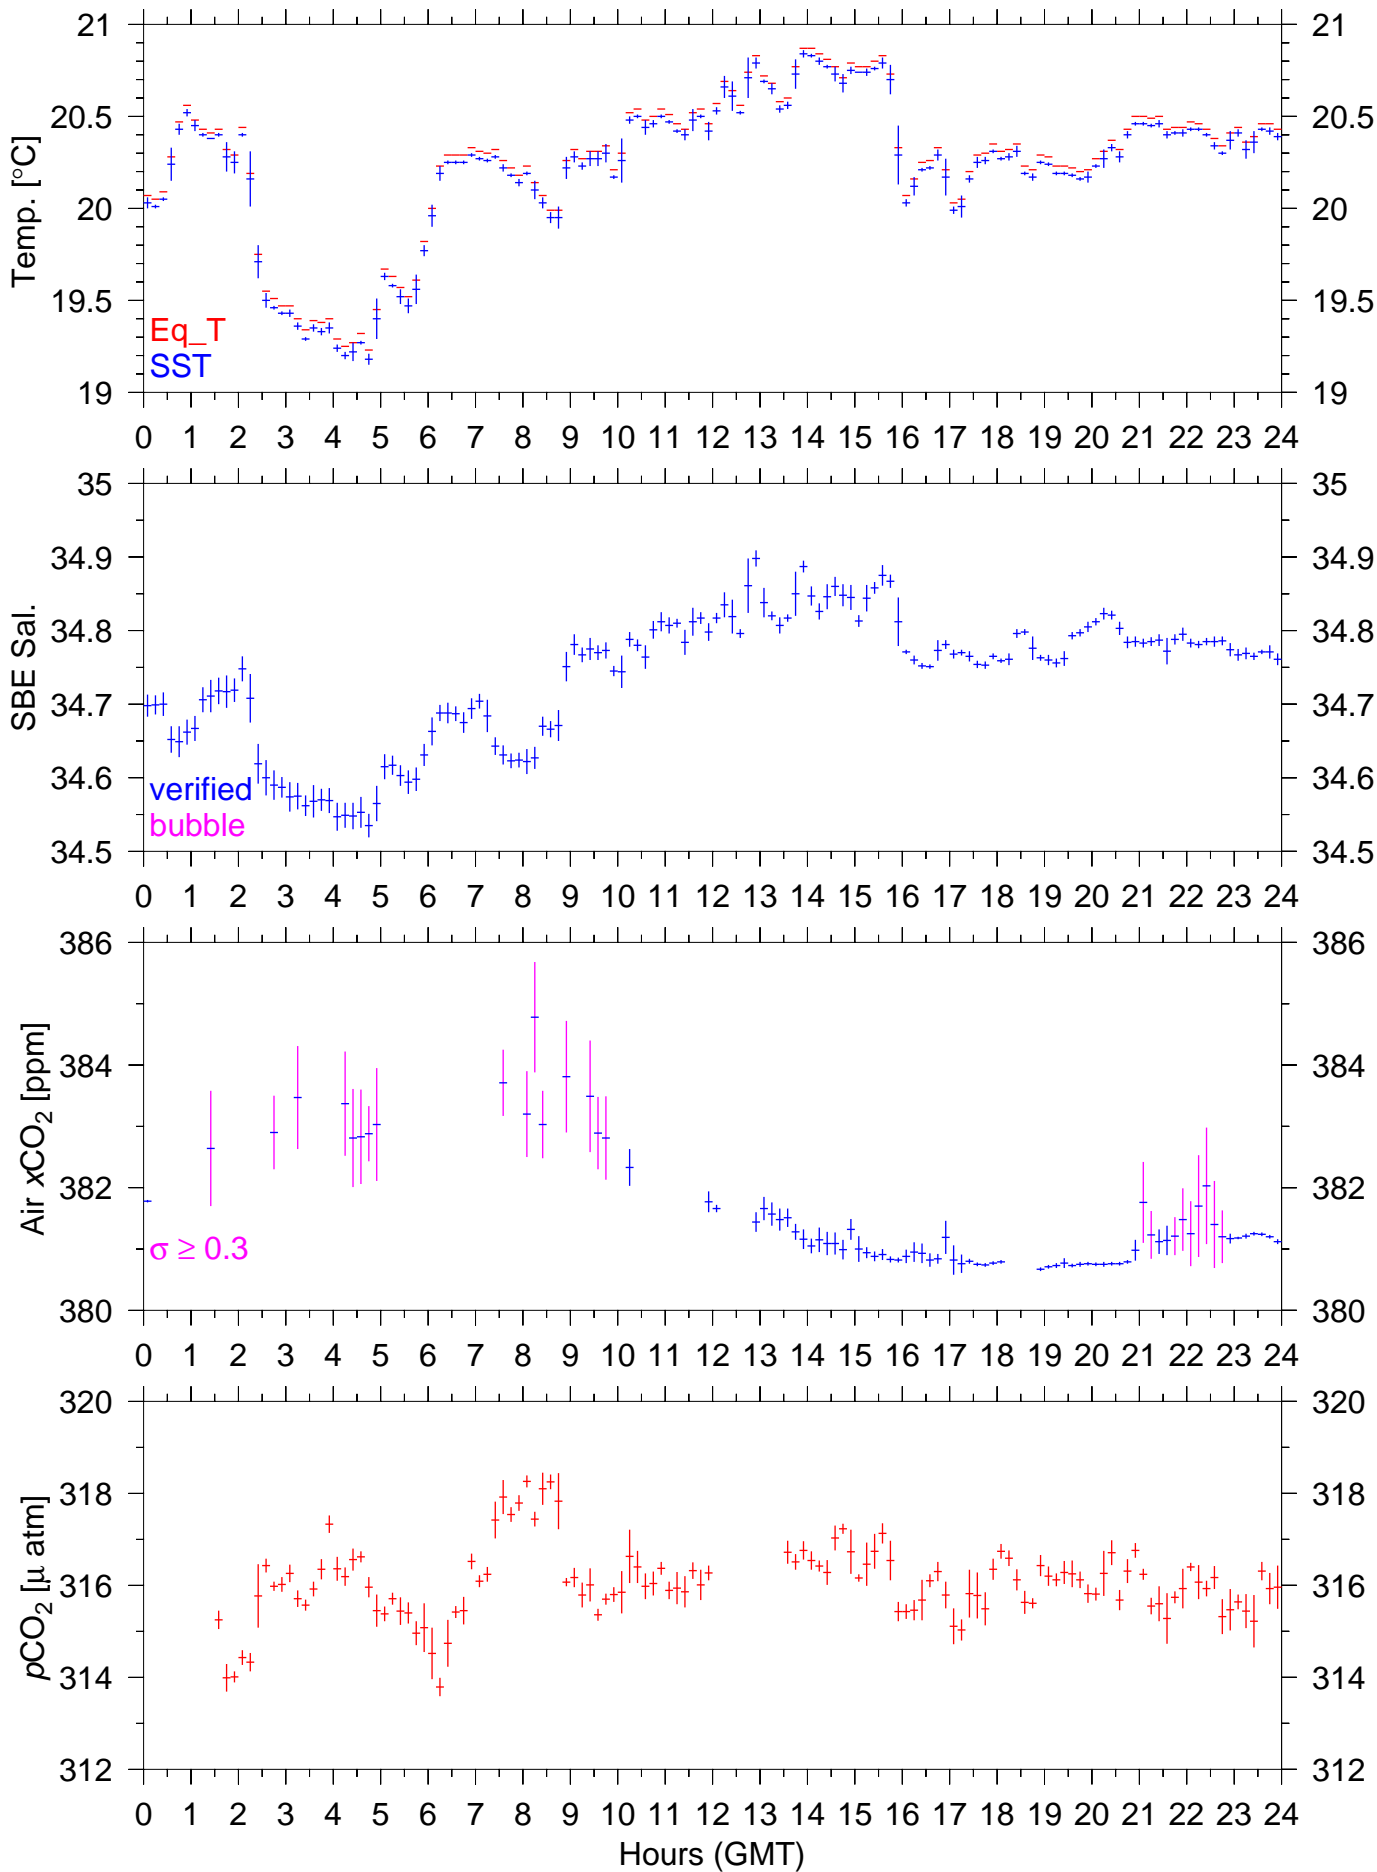 21 21
20.5 20.5
20 20
19.5 19.5
19 19
Temp. [°C]
Eq_T
SST
0 1 2 3 4 5 6 7 8 9 10 11 12 13 14 15 16 17 18 19 20 21 22 23 24
35 35
34.9 34.9
34.8 34.8
34.7 34.7
34.6 34.6
34.5 34.5
SBE Sal.
verified
bubble
0 1 2 3 4 5 6 7 8 9 10 11 12 13 14 15 16 17 18 19 20 21 22 23 24
386 386
384 384
382 382
380 380
Air xCO₂ [ppm]
σ ≥ 0.3
0 1 2 3 4 5 6 7 8 9 10 11 12 13 14 15 16 17 18 19 20 21 22 23 24
320 320
318 318
316 316
314 314
312 312
pCO₂ [μ atm]
0 1 2 3 4 5 6 7 8 9 10 11 12 13 14 15 16 17 18 19 20 21 22 23 24
Hours (GMT)